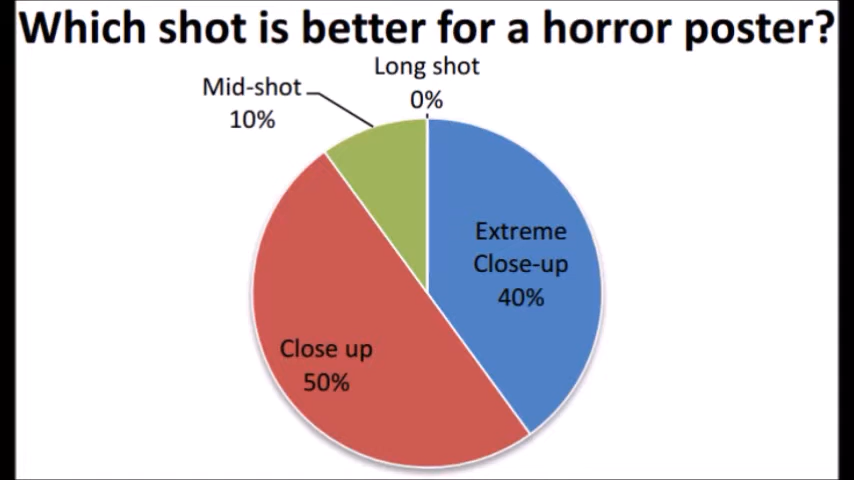 Which shot is better for a horror poster?
Long shot
0%
Mid-shot
10%
Extreme
Close-up
40%
Close up
50%